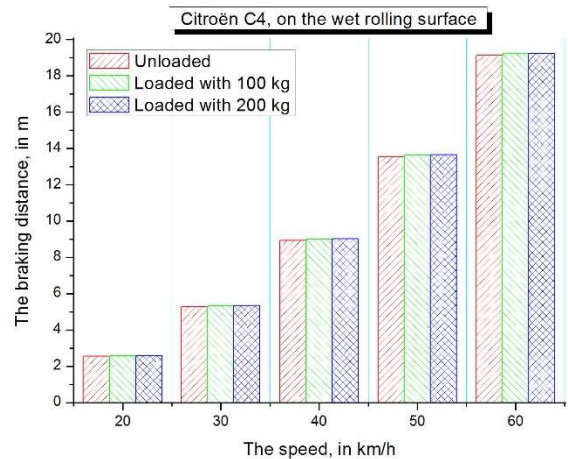 Citroën C4, on the wet rolling surface
Unloaded
Loaded with 100 kg
Loaded with 200 kg
The braking distance, in m
20
18
16
14
12
10
8
6
4
2
0
20 30 40 50 60
The speed, in km/h